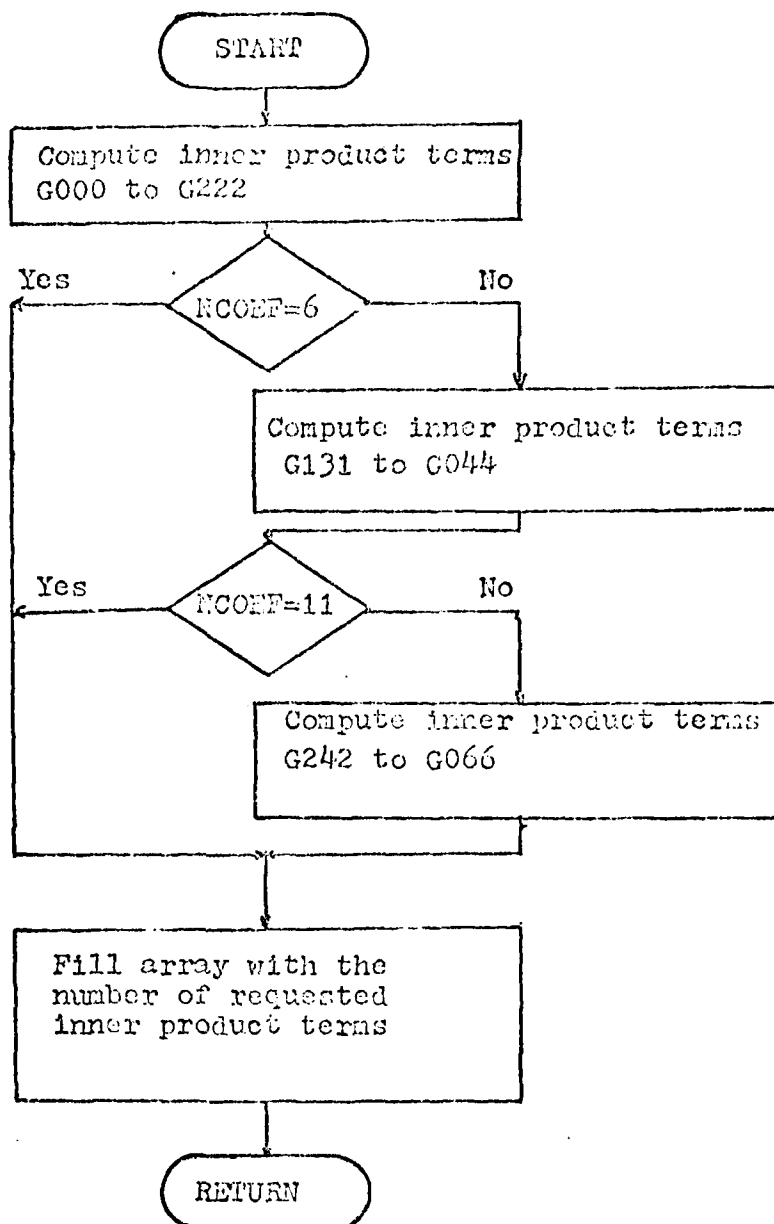 START
Compute inner product terms
G000 to G222
Yes
No
NCOEF=6
Compute inner product terms
G131 to G044
Yes
No
NCOEF=11
Compute inner product terms
G242 to G066
Fill array with the
number of requested
inner product terms
RETURN